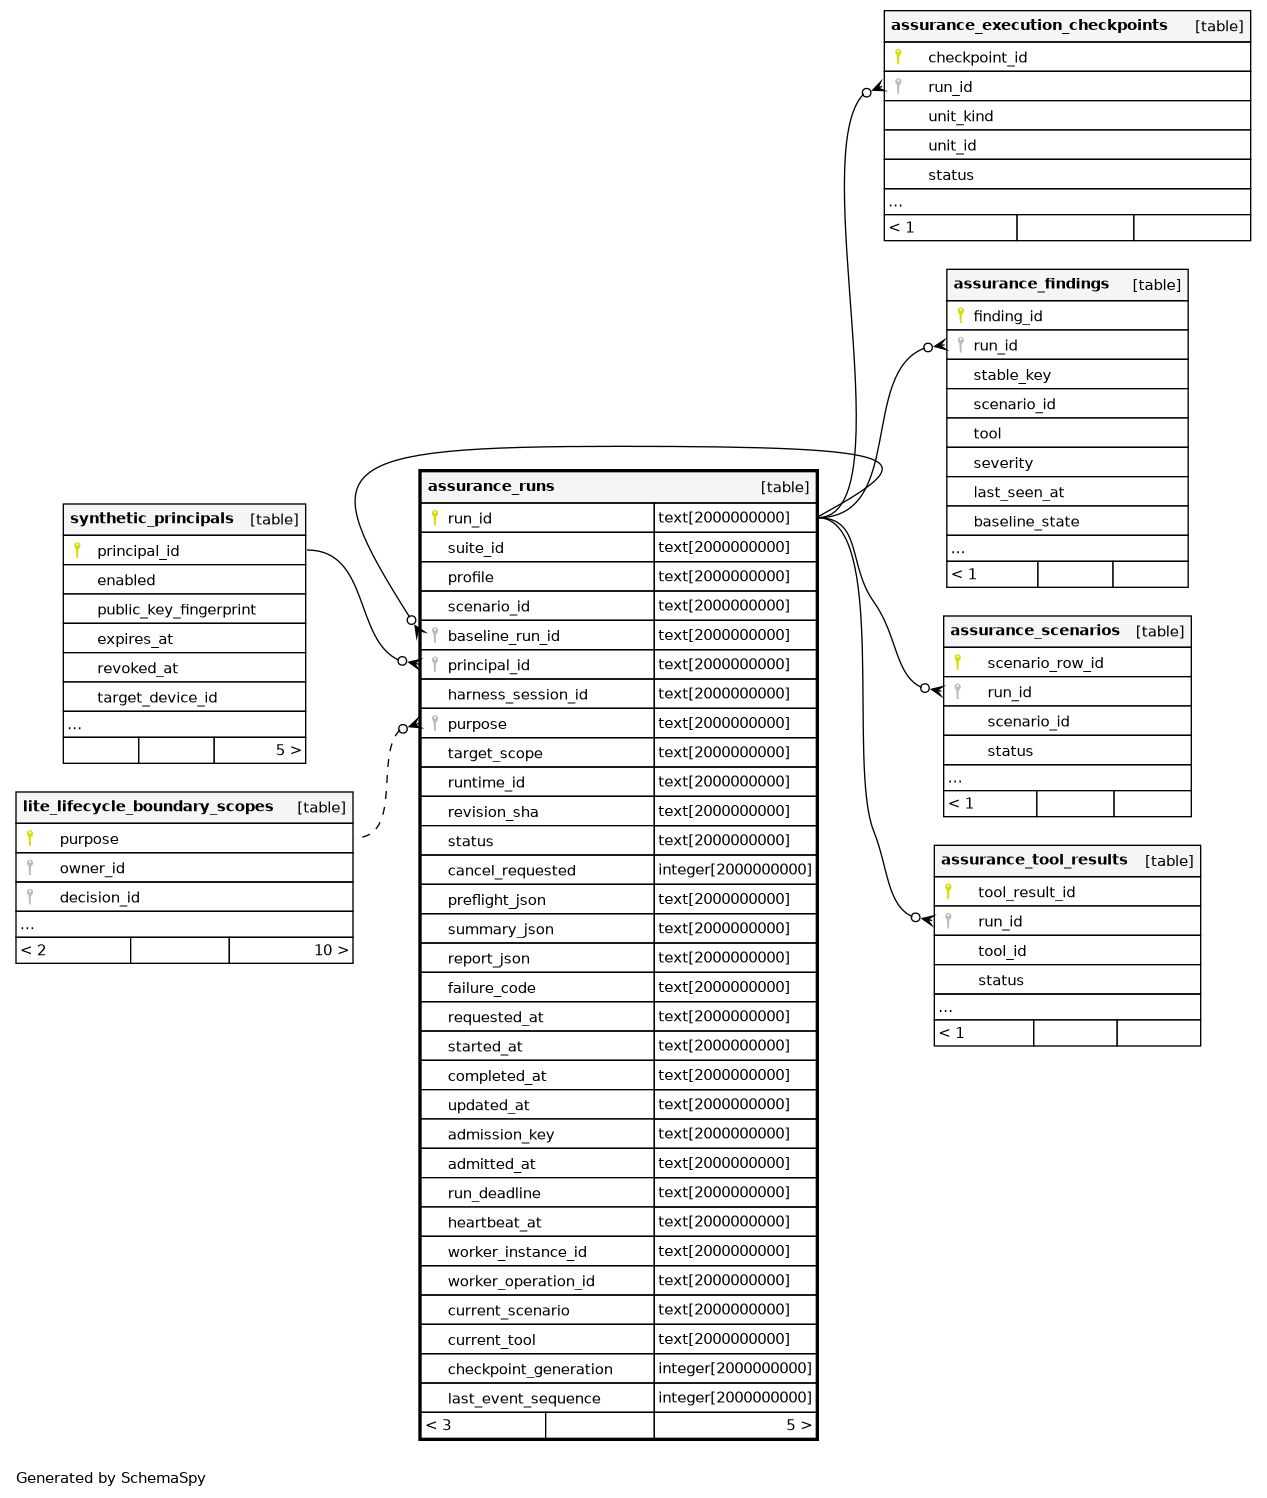 assurance_execution_checkpoints [table]
checkpoint_id
run_id
unit_kind
unit_id
status
...
< 1
assurance_findings [table]
finding_id
run_id
stable_key
scenario_id
tool
severity
last_seen_at
baseline_state
...
< 1
synthetic_principals [table]
principal_id
enabled
public_key_fingerprint
expires_at
revoked_at
target_device_id
...
5 >
lite_lifecycle_boundary_scopes [table]
purpose
owner_id
decision_id
...
< 2 10 >
assurance_runs [table]
run_id text[2000000000]
suite_id text[2000000000]
profile text[2000000000]
scenario_id text[2000000000]
baseline_run_id text[2000000000]
principal_id text[2000000000]
harness_session_id text[2000000000]
purpose text[2000000000]
target_scope text[2000000000]
runtime_id text[2000000000]
revision_sha text[2000000000]
status text[2000000000]
cancel_requested integer[2000000000]
preflight_json text[2000000000]
summary_json text[2000000000]
report_json text[2000000000]
failure_code text[2000000000]
requested_at text[2000000000]
started_at text[2000000000]
completed_at text[2000000000]
updated_at text[2000000000]
admission_key text[2000000000]
admitted_at text[2000000000]
run_deadline text[2000000000]
heartbeat_at text[2000000000]
worker_instance_id text[2000000000]
worker_operation_id text[2000000000]
current_scenario text[2000000000]
current_tool text[2000000000]
checkpoint_generation integer[2000000000]
last_event_sequence integer[2000000000]
< 3 5 >
assurance_scenarios [table]
scenario_row_id
run_id
scenario_id
status
...
< 1
assurance_tool_results [table]
tool_result_id
run_id
tool_id
status
...
< 1
Generated by SchemaSpy